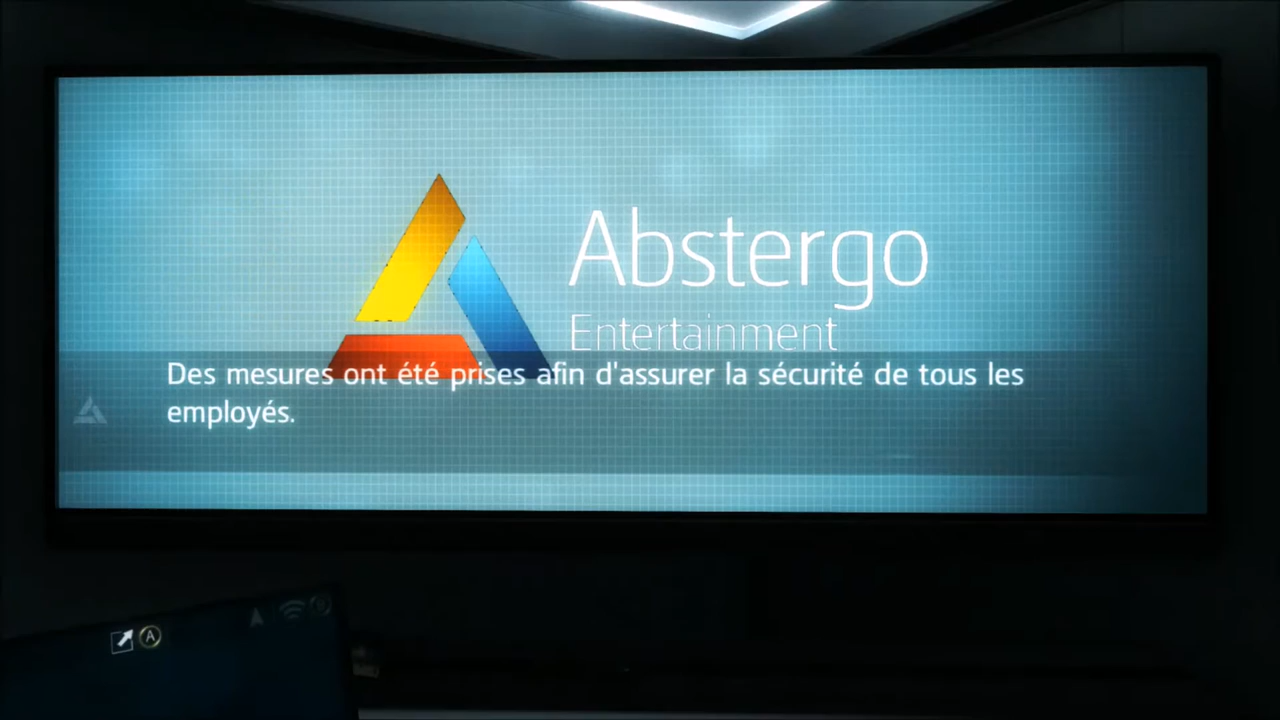 Abstergo
Entertainment
Des mesures ont été prises afin d'assurer la sécurité de tous les
employés.
A